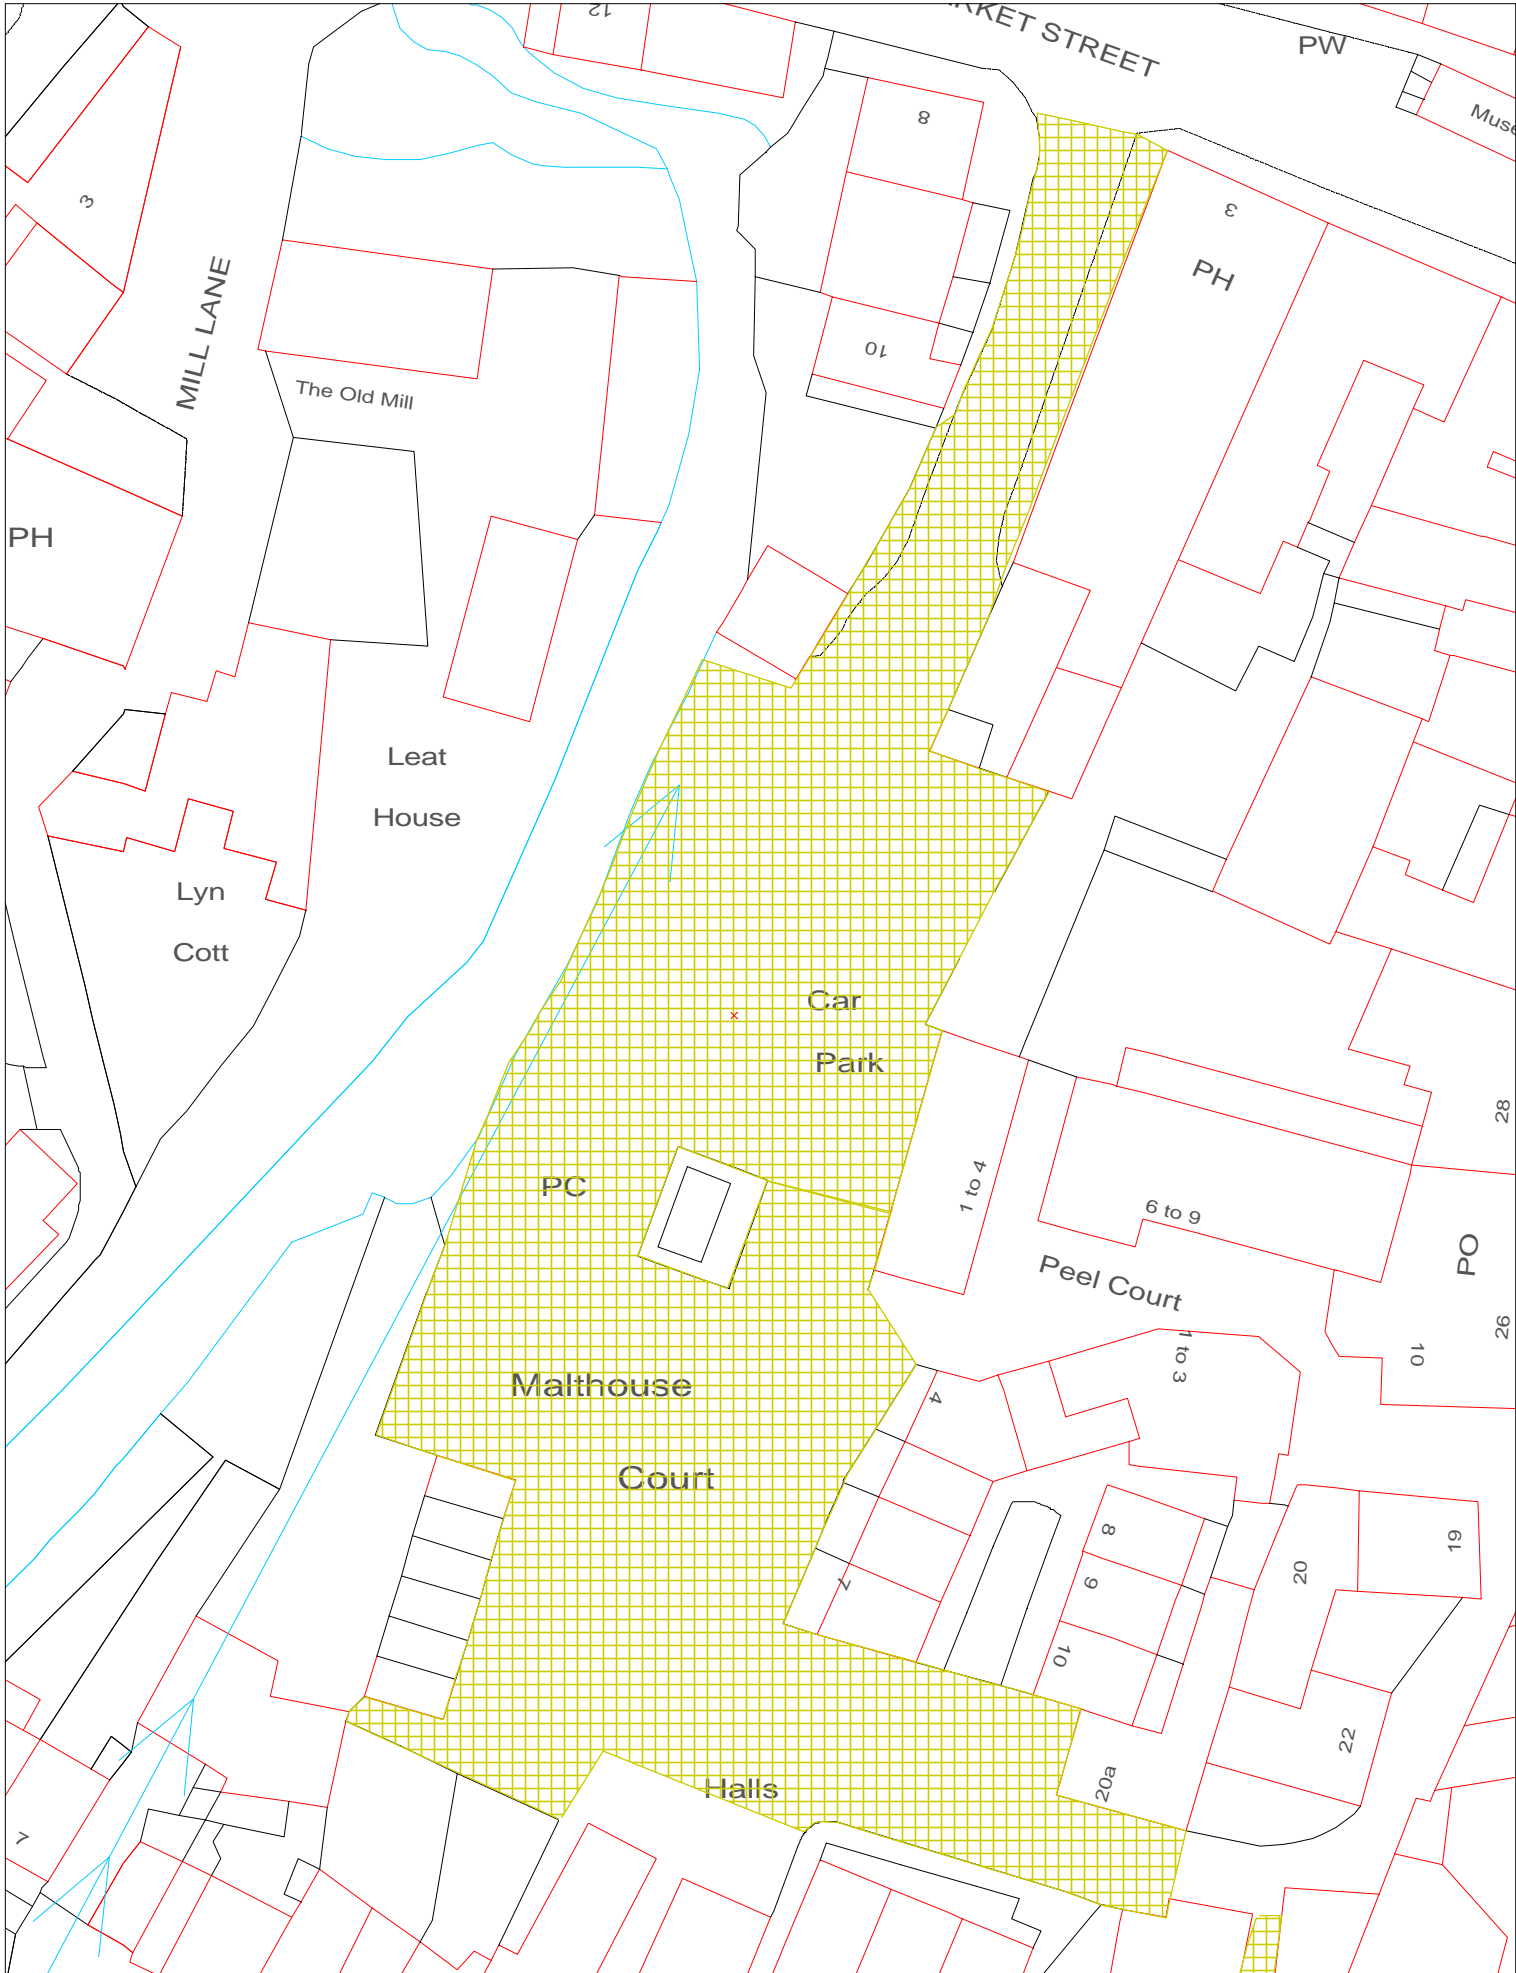 12
RKET STREET
PW
Muse
8
3
3
PH
MILL LANE
10
The Old Mill
PH
Leat
House
Lyn
Cott
Car
Park
28
1 to 4
PC
6 to 9
PO
Peel Court
26
10
1 to 3
Malthouse
4
Court
8
19
20
7
9
10
22
20a
Halls
7